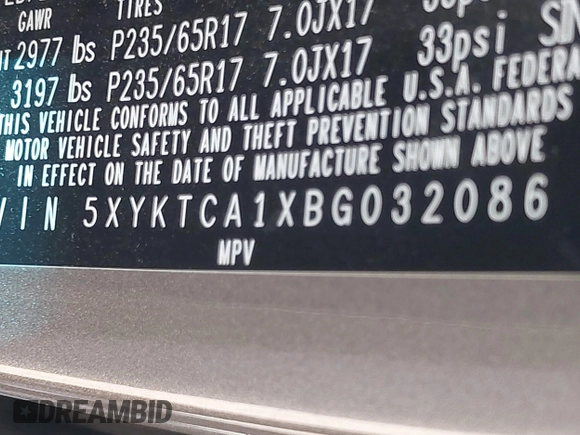 GAWR TIRES
2977 lbs P235/65R17 7.0JX17
3197 lbs P235/65R17 7.0JX17 33psi
THIS VEHICLE CONFORMS TO ALL APPLICABLE U.S.A. FEDERA
MOTOR VEHICLE SAFETY AND THEFT PREVENTION STANDARDS
IN EFFECT ON THE DATE OF MANUFACTURE SHOWN ABOVE
VIN 5XYKTCA1XBG032086
MPV
DREAMBID